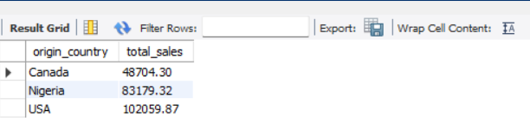 Result Grid Filter Rows: Export: Wrap Cell Content: IA
origin_country total_sales
Canada 48704.30
Nigeria 83179.32
USA 102059.87